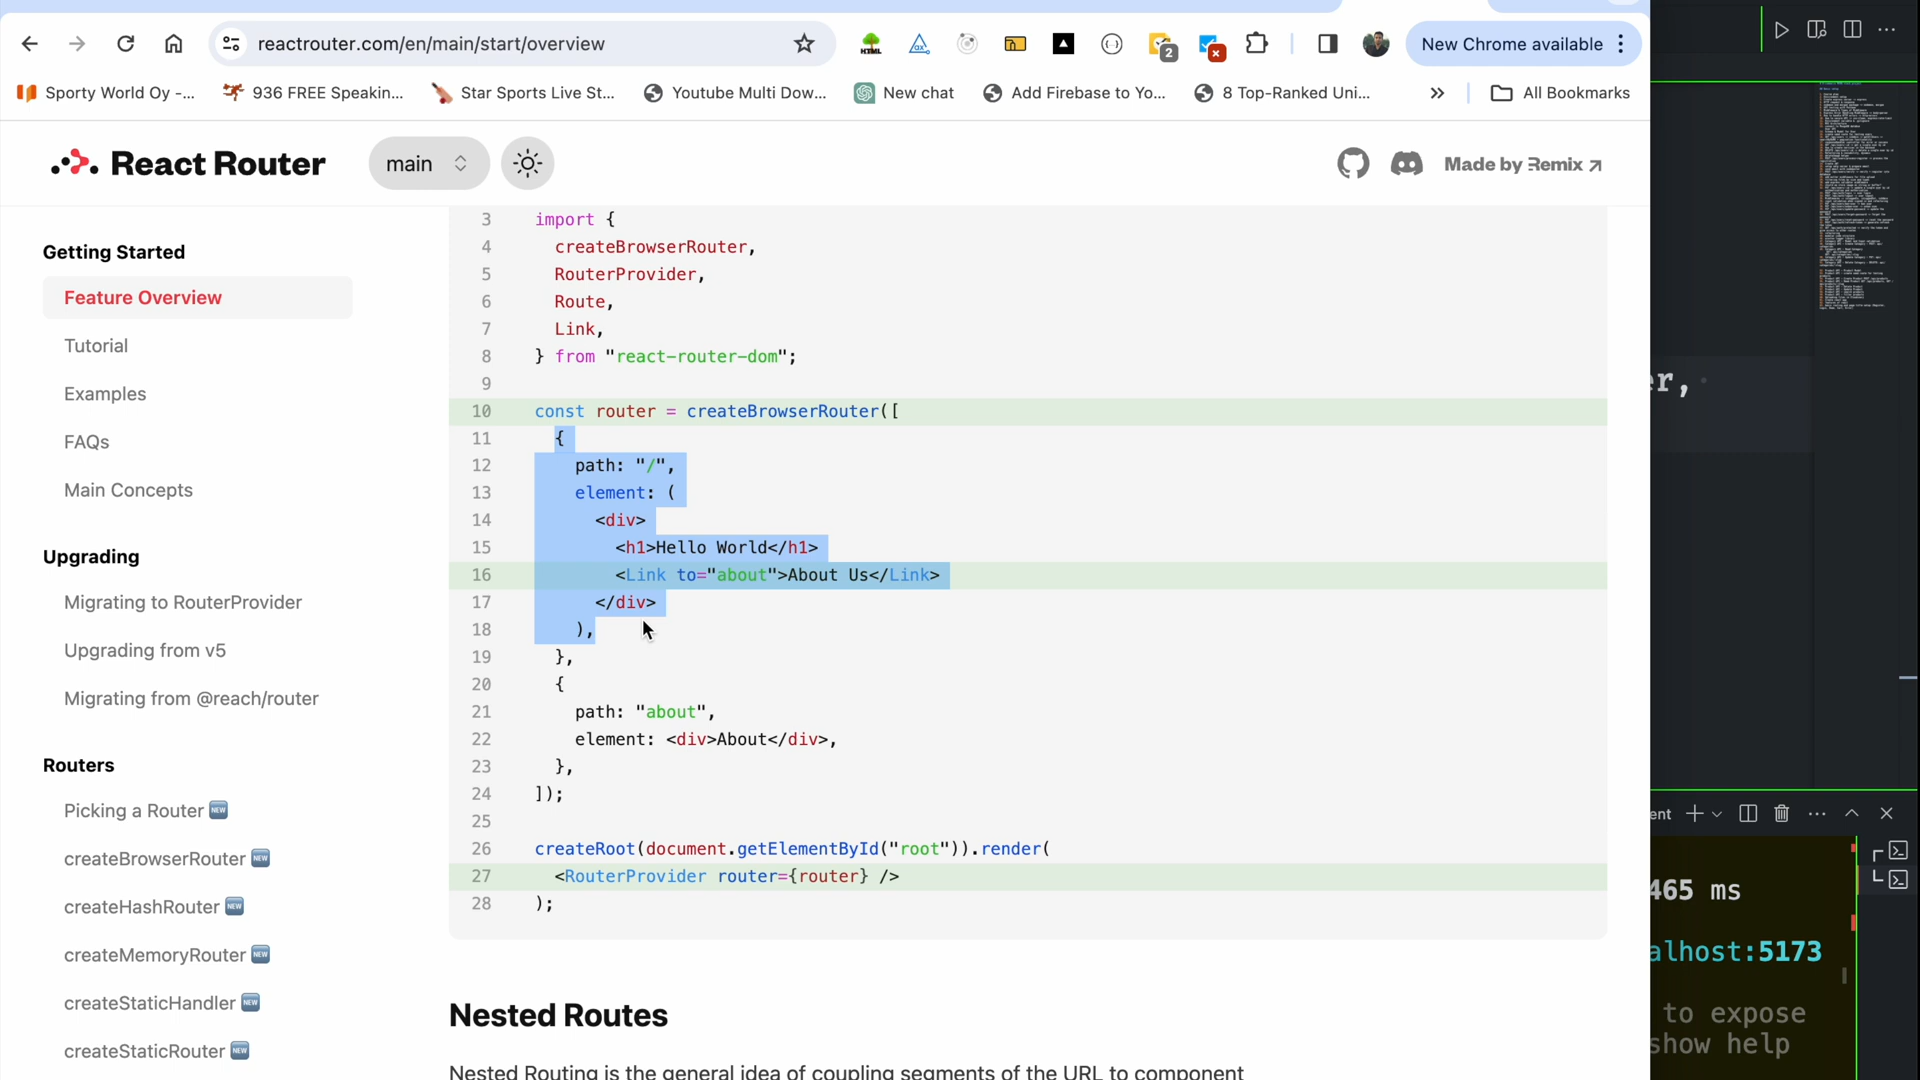 reactrouter.com/en/main/start/overview
2
New Chrome available
Sporty World Oy -...
936 FREE Speakin...
Star Sports Live St...
Youtube Multi Dow...
New chat
Add Firebase to Yo...
8 Top-Ranked Uni...
»
All Bookmarks
React Router
main
Made by Remix
Getting Started
Feature Overview
Tutorial
Examples
FAQs
Main Concepts
Upgrading
Migrating to RouterProvider
Upgrading from v5
Migrating from @reach/router
Routers
Picking a Router NEW
createBrowserRouter NEW
createHashRouter NEW
createMemoryRouter NEW
createStaticHandler NEW
createStaticRouter NEW
3 import {
4 createBrowserRouter,
5 RouterProvider,
6 Route,
7 Link,
8 } from "react-router-dom";
9
10 const router = createBrowserRouter([
11 {
12 path: "/",
13 element: (
14 <div>
15 <h1>Hello World</h1>
16 <Link to="about">About Us</Link>
17 </div>
18 ),
19 },
20 {
21 path: "about",
22 element: <div>About</div>,
23 },
24 ]);
25
26 createRoot(document.getElementById("root")).render(
27 <RouterProvider router={router} />
28 );
Nested Routes
Nested Routing is the general idea of coupling segments of the URL to component
er,
ent
465 ms
alhost:5173
to expose
show help